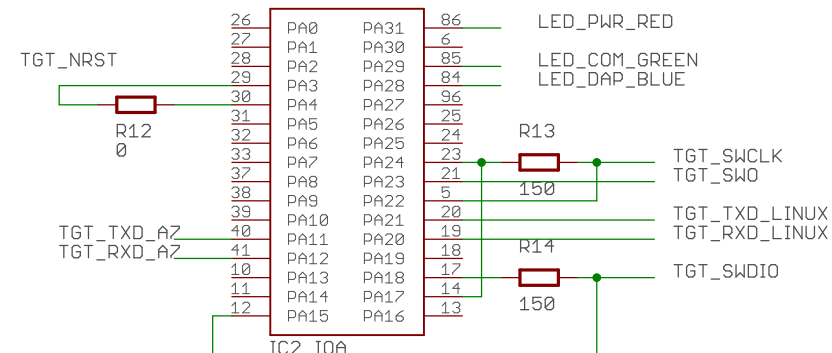 26 PA0 PA31 86 LED_PWR_RED
27 PA1 PA30 6
TGT_NRST 28 PA2 PA29 85 LED_COM_GREEN
29 PA3 PA28 84 LED_DAP_BLUE
30 PA4 PA27 96
R12 31 PA5 PA26 25
0 32 PA6 PA25 24 R13
33 PA7 PA24 23 TGT_SWCLK
37 PA8 PA23 21 150 TGT_SWO
38 PA9 PA22 5
39 PA10 PA21 20 TGT_TXD_LINUX
TGT_TXD_A7 40 PA11 PA20 19 TGT_RXD_LINUX
TGT_RXD_A7 41 PA12 PA19 18 R14
10 PA13 PA18 17 TGT_SWDIO
11 PA14 PA17 14 150
12 PA15 PA16 13
IC2_IOA